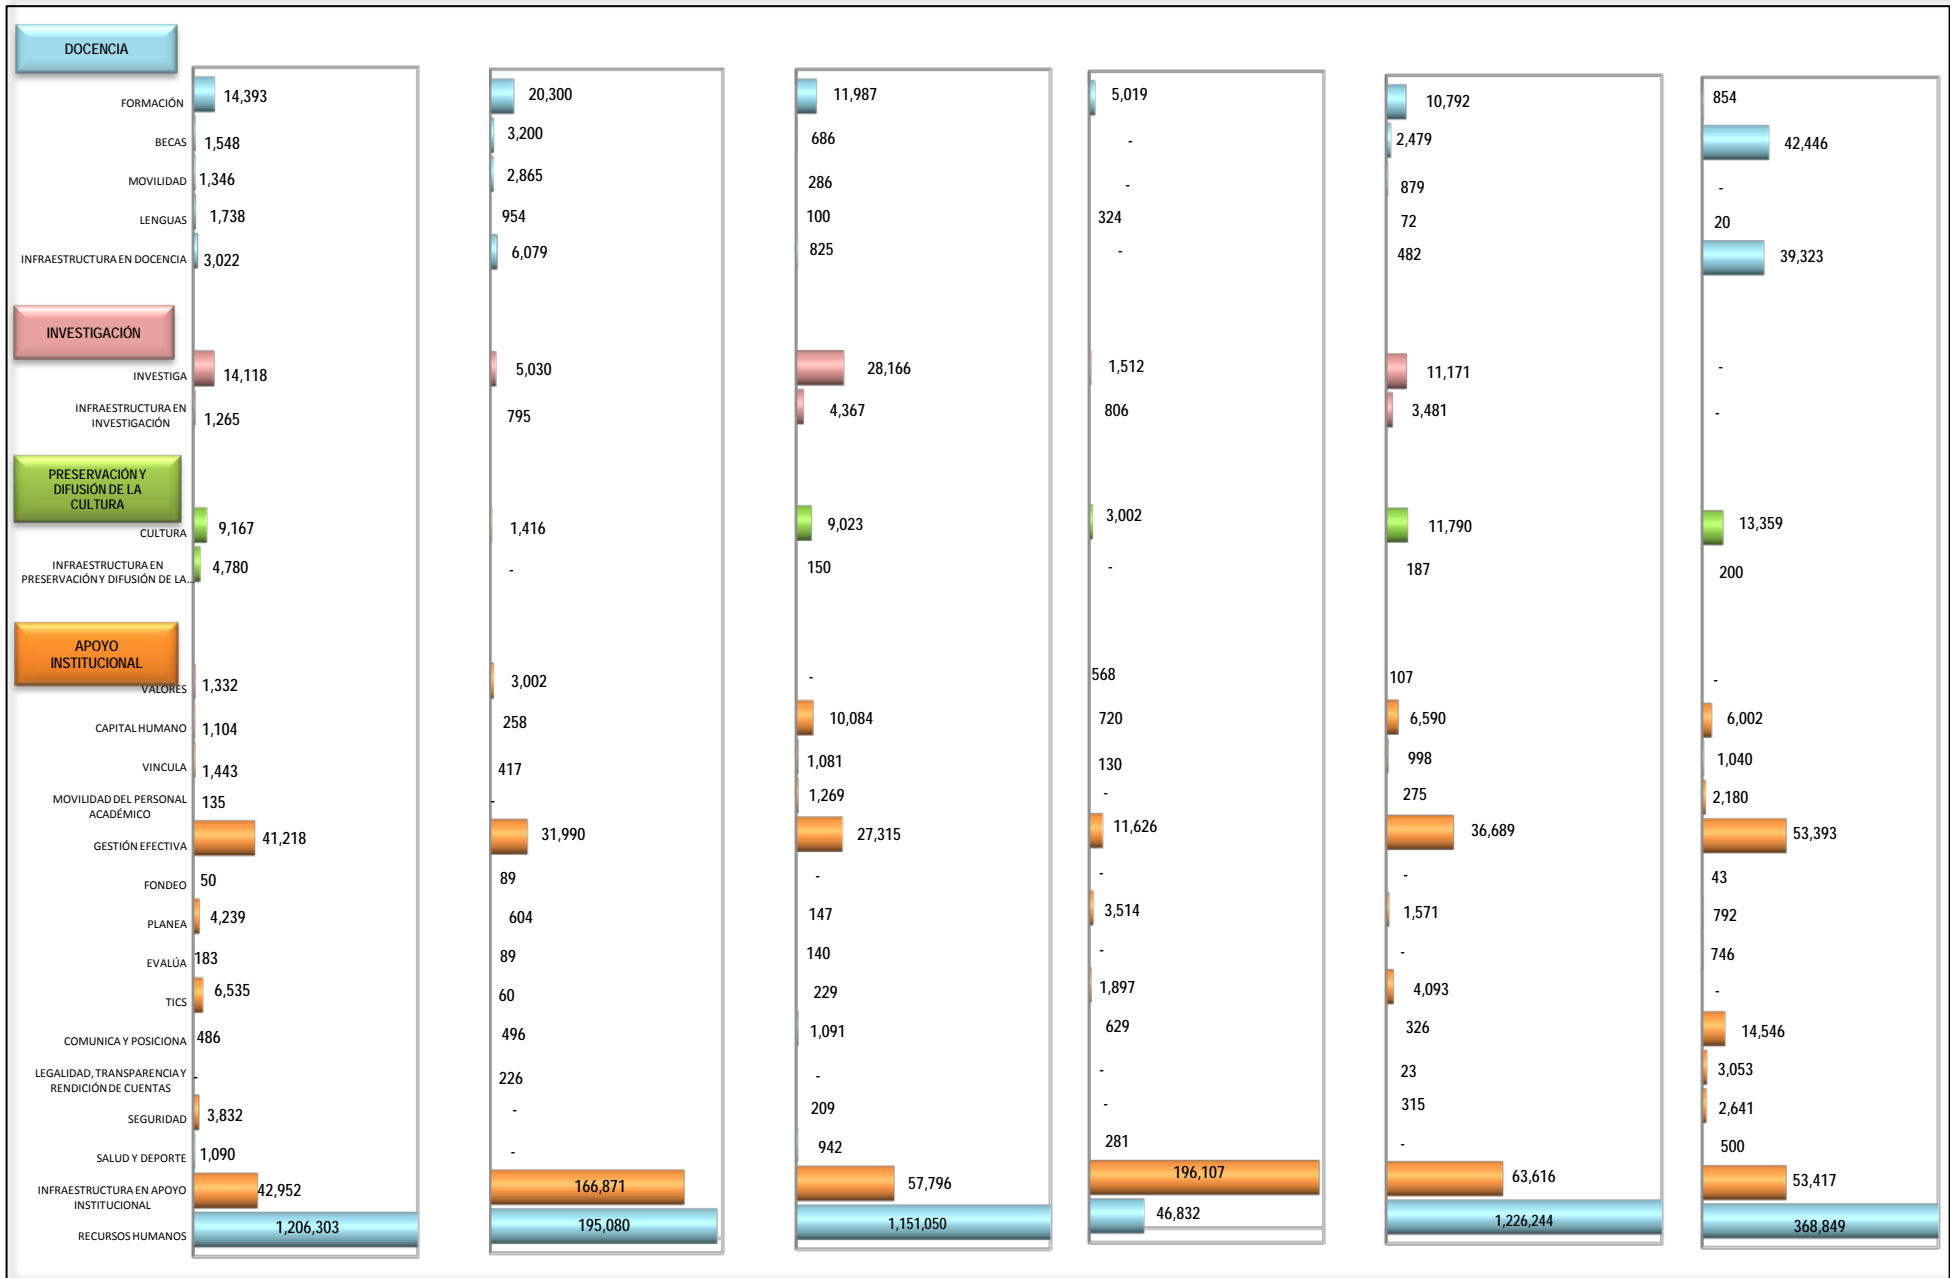 DOCENCIA
FORMACIÓN 14,393 20,300 11,987 5,019 10,792 854
BECAS 1,548 3,200 686 - 2,479 42,446
MOVILIDAD 1,346 2,865 286 - 879 -
LENGUAS 1,738 954 100 324 72 20
INFRAESTRUCTURA EN DOCENCIA 3,022 6,079 825 - 482 39,323
INVESTIGACIÓN
INVESTIGA 14,118 5,030 28,166 1,512 11,171 -
INFRAESTRUCTURA EN
INVESTIGACIÓN 1,265 795 4,367 806 3,481 -
PRESERVACIÓN Y
DIFUSIÓN DE LA
CULTURA
CULTURA 9,167 1,416 9,023 3,002 11,790 13,359
INFRAESTRUCTURA EN
PRESERVACIÓN Y DIFUSIÓN DE LA... 4,780 - 150 - 187 200
APOYO
INSTITUCIONAL
VALORES 1,332 3,002 - 568 107 -
CAPITAL HUMANO 1,104 258 10,084 720 6,590 6,002
VINCULA 1,443 417 1,081 130 998 1,040
MOVILIDAD DEL PERSONAL
ACADÉMICO 135 - 1,269 - 275 2,180
GESTIÓN EFECTIVA 41,218 31,990 27,315 11,626 36,689 53,393
FONDEO 50 89 - - - 43
PLANEA 4,239 604 147 3,514 1,571 792
EVALÚA 183 89 140 - - 746
TICS 6,535 60 229 1,897 4,093 -
COMUNICA Y POSICIONA 486 496 1,091 629 326 14,546
LEGALIDAD, TRANSPARENCIA Y
RENDICIÓN DE CUENTAS - 226 - - 23 3,053
SEGURIDAD 3,832 - 209 - 315 2,641
SALUD Y DEPORTE 1,090 - 942 281 - 500
INFRAESTRUCTURA EN APOYO
INSTITUCIONAL 42,952 166,871 57,796 196,107 63,616 53,417
RECURSOS HUMANOS 1,206,303 195,080 1,151,050 46,832 1,226,244 368,849